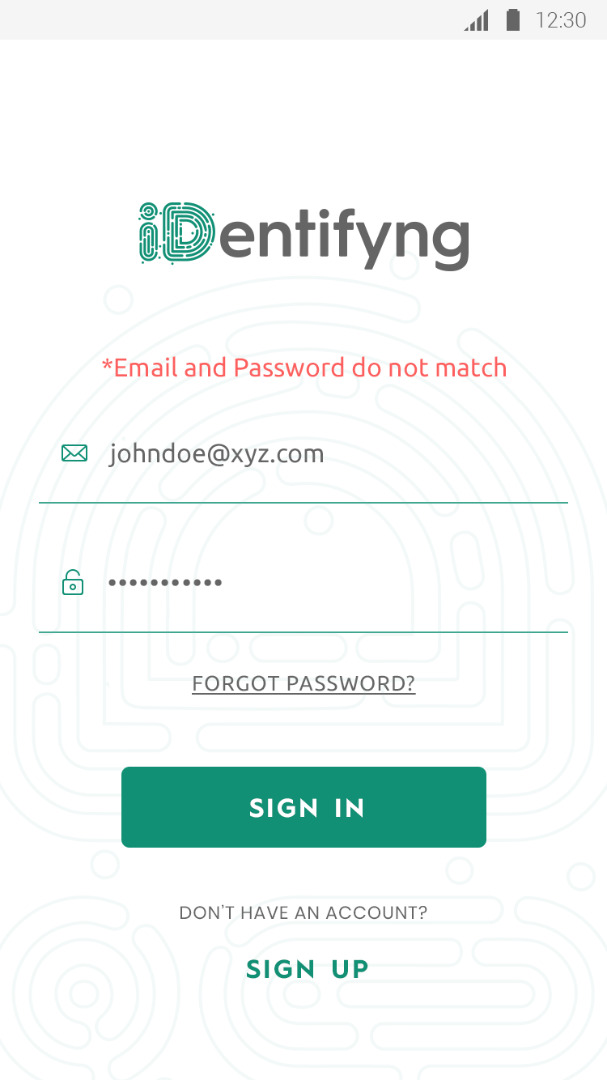 12:30
iDentifyng
*Email and Password do not match
johndoe@xyz.com
•••••••••••
FORGOT PASSWORD?
SIGN IN
DON'T HAVE AN ACCOUNT?
SIGN UP